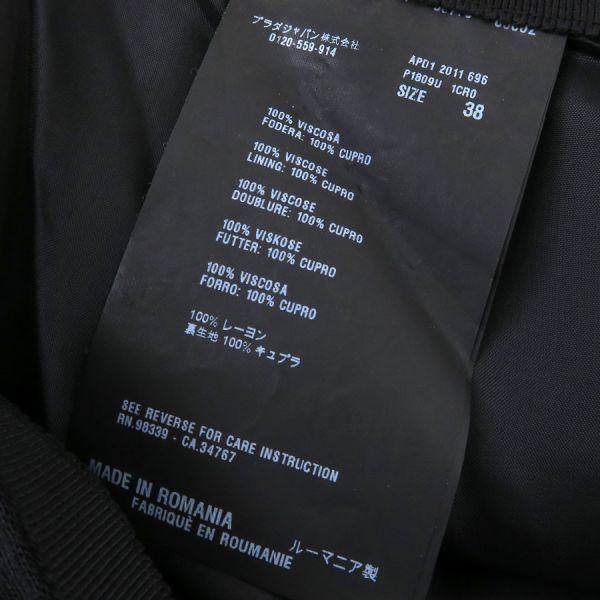 プラダジャパン株式会社
0120-559-914
APD1 2011 696
P1809U 1CR0
SIZE 38
100% VISCOSA
FODERA: 100% CUPRO
100% VISCOSE
LINING: 100% CUPRO
100% VISCOSE
DOUBLURE: 100% CUPRO
100% VISKOSE
FUTTER: 100% CUPRO
100% VISCOSA
FORRO: 100% CUPRO
100% レーヨン
裏生地 100% キュプラ
SEE REVERSE FOR CARE INSTRUCTION
RN.98339 - CA.34767
MADE IN ROMANIA
FABRIQUÈ EN ROUMANIE
ルーマニア製